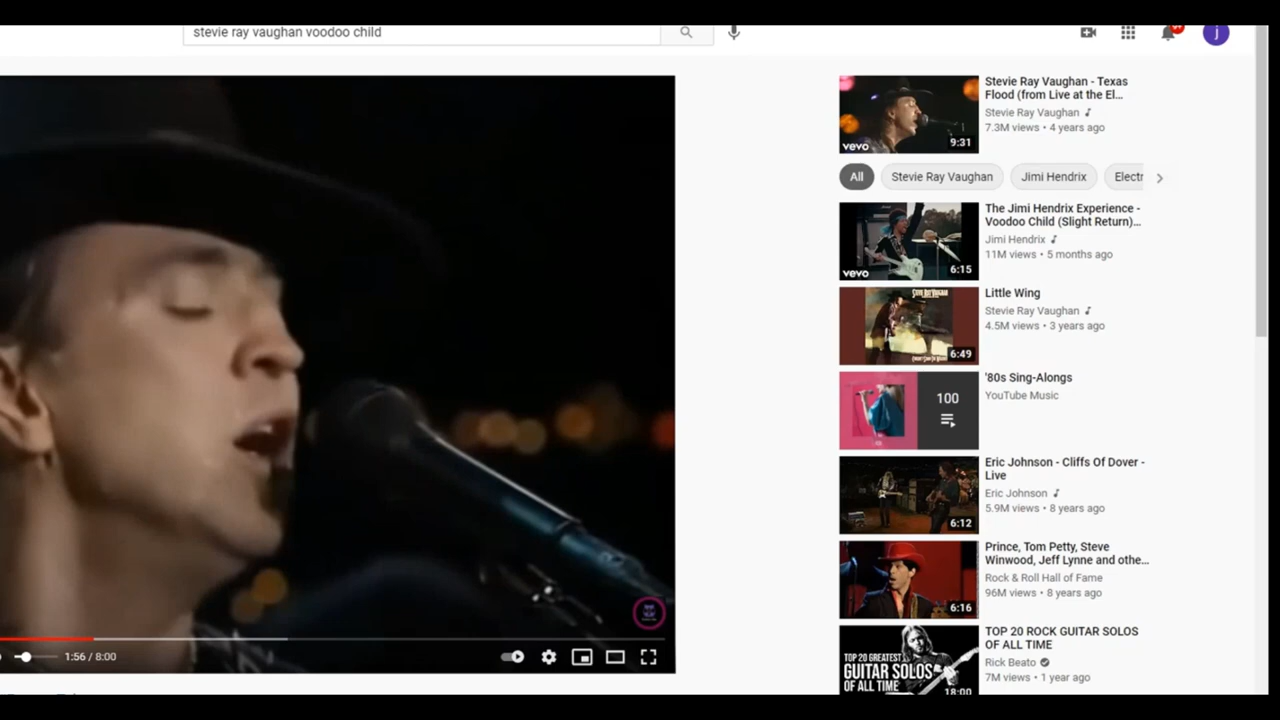 stevie ray vaughan voodoo child
j
Stevie Ray Vaughan - Texas
Flood (from Live at the El...
Stevie Ray Vaughan
7.3M views • 4 years ago
vevo
9:31
All
Stevie Ray Vaughan
Jimi Hendrix
Electr
The Jimi Hendrix Experience -
Voodoo Child (Slight Return)...
Jimi Hendrix
11M views • 5 months ago
vevo
6:15
Little Wing
Stevie Ray Vaughan
4.5M views • 3 years ago
6:49
'80s Sing-Alongs
YouTube Music
100
Eric Johnson - Cliffs Of Dover -
Live
Eric Johnson
5.9M views • 8 years ago
6:12
Prince, Tom Petty, Steve
Winwood, Jeff Lynne and othe...
Rock & Roll Hall of Fame
96M views • 8 years ago
6:16
TOP 20 ROCK GUITAR SOLOS
OF ALL TIME
Rick Beato
7M views • 1 year ago
TOP 20 GREATEST
GUITAR SOLOS
OF ALL TIME
18:00
1:56 / 8:00